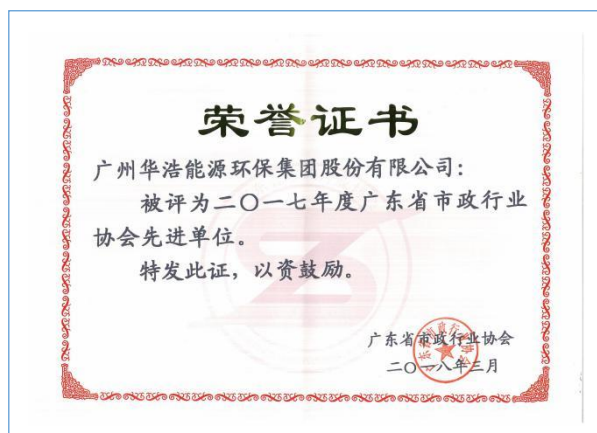 荣誉证书
广州华浩能源环保集团股份有限公司：
被评为二〇一七年度广东省市政行业
协会先进单位。
特发此证，以资鼓励。
广东省市政行业协会
二〇一八年三月